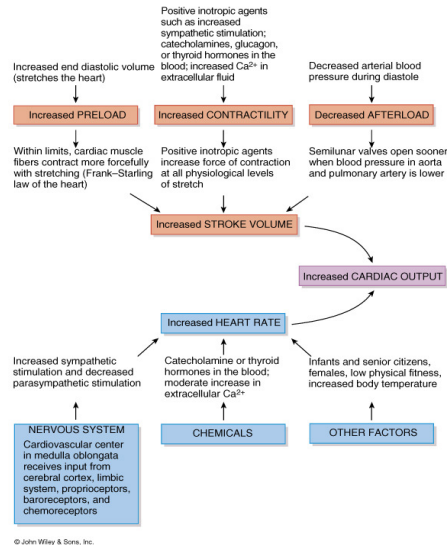 Positive inotropic agents
such as increased
sympathetic stimulation;
catecholamines, glucagon,
or thyroid hormones in the
blood; increased Ca²⁺ in
extracellular fluid
Increased end diastolic volume
(stretches the heart)
Decreased arterial blood
pressure during diastole
Increased PRELOAD
Increased CONTRACTILITY
Decreased AFTERLOAD
Within limits, cardiac muscle
fibers contract more forcefully
with stretching (Frank–Starling
law of the heart)
Positive inotropic agents
increase force of contraction
at all physiological levels
of stretch
Semilunar valves open sooner
when blood pressure in aorta
and pulmonary artery is lower
Increased STROKE VOLUME
Increased CARDIAC OUTPUT
Increased HEART RATE
Increased sympathetic
stimulation and decreased
parasympathetic stimulation
Catecholamine or thyroid
hormones in the blood;
moderate increase in
extracellular Ca²⁺
Infants and senior citizens,
females, low physical fitness,
increased body temperature
NERVOUS SYSTEM
Cardiovascular center
in medulla oblongata
receives input from
cerebral cortex, limbic
system, proprioceptors,
baroreceptors, and
chemoreceptors
CHEMICALS
OTHER FACTORS
© John Wiley & Sons, Inc.